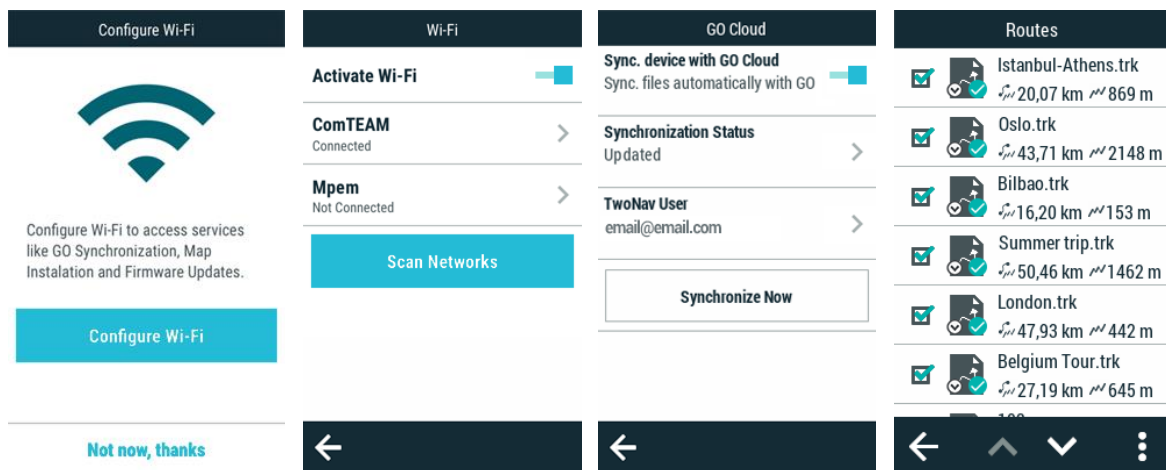 Configure Wi-Fi
Configure Wi-Fi to access services
like GO Synchronization, Map
Instalation and Firmware Updates.
Configure Wi-Fi
Not now, thanks
Wi-Fi
Activate Wi-Fi
ComTEAM
Connected
Mpem
Not Connected
Scan Networks
GO Cloud
Sync. device with GO Cloud
Sync. files automatically with GO
Synchronization Status
Updated
TwoNav User
email@email.com
Synchronize Now
Routes
Istanbul-Athens.trk
20,07 km 869 m
Oslo.trk
43,71 km 2148 m
Bilbao.trk
16,20 km 153 m
Summer trip.trk
50,46 km 1462 m
London.trk
47,93 km 442 m
Belgium Tour.trk
27,19 km 645 m